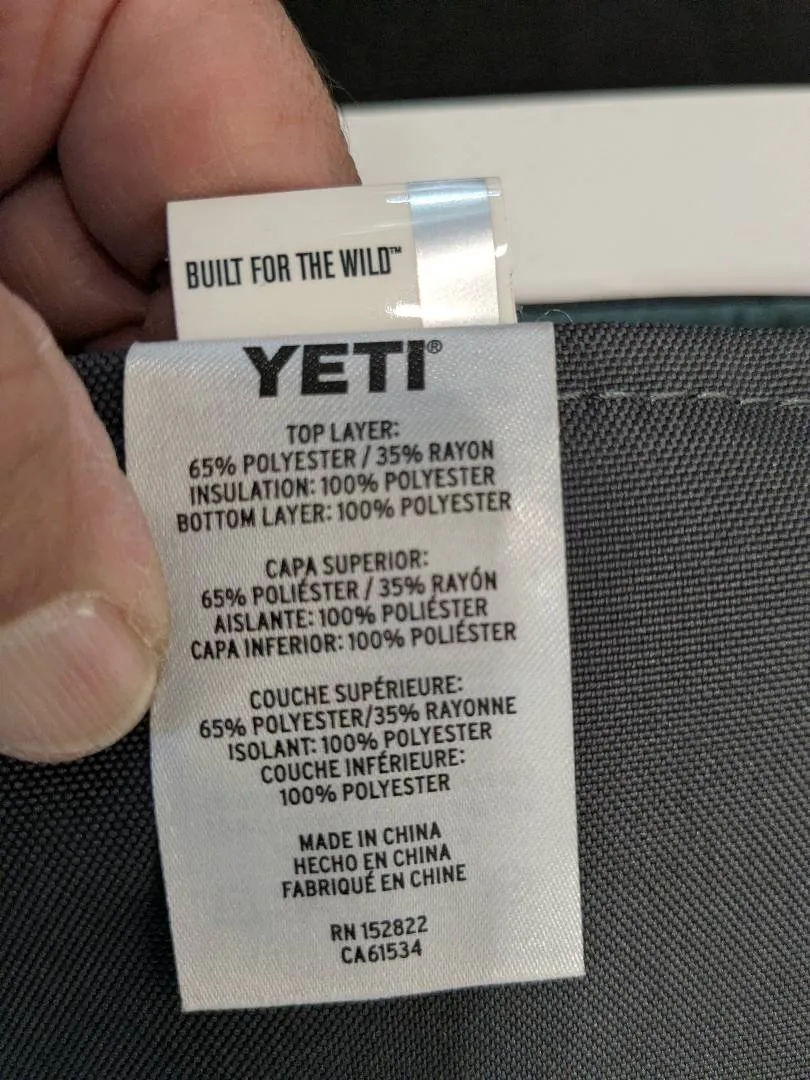 BUILT FOR THE WILD™
YETI®
TOP LAYER:
65% POLYESTER / 35% RAYON
INSULATION: 100% POLYESTER
BOTTOM LAYER: 100% POLYESTER
CAPA SUPERIOR:
65% POLIÉSTER / 35% RAYÓN
AISLANTE: 100% POLIÉSTER
CAPA INFERIOR: 100% POLIÉSTER
COUCHE SUPÉRIEURE:
65% POLYESTER/35% RAYONNE
ISOLANT: 100% POLYESTER
COUCHE INFÉRIEURE:
100% POLYESTER
MADE IN CHINA
HECHO EN CHINA
FABRIQUÉ EN CHINE
RN 152822
CA61534